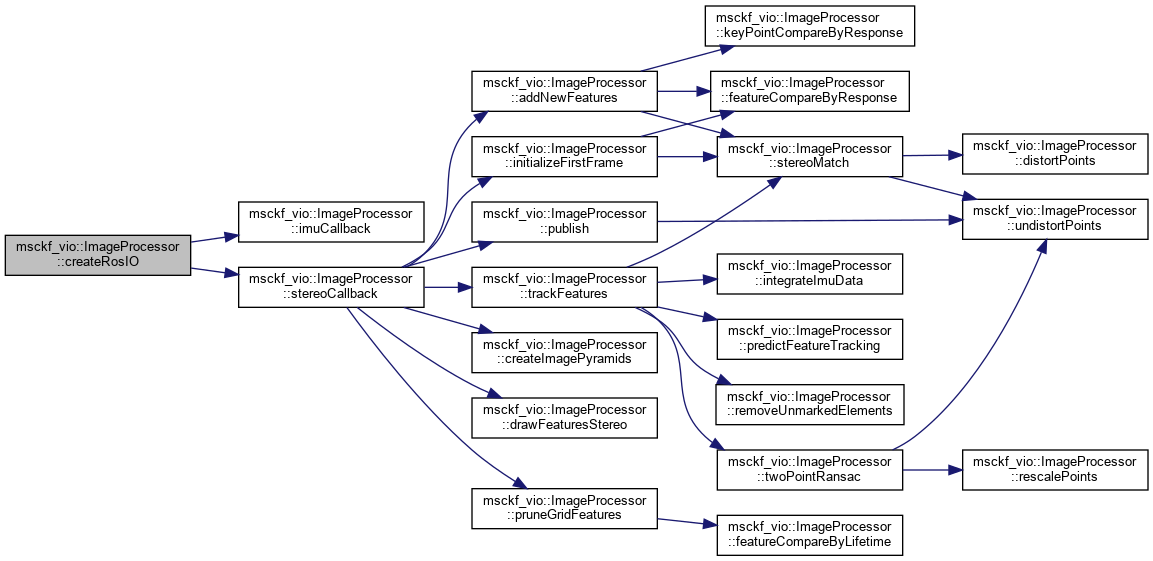 msckf_vio::ImageProcessor
::createRosIO
msckf_vio::ImageProcessor
::imuCallback
msckf_vio::ImageProcessor
::stereoCallback
msckf_vio::ImageProcessor
::addNewFeatures
msckf_vio::ImageProcessor
::initializeFirstFrame
msckf_vio::ImageProcessor
::publish
msckf_vio::ImageProcessor
::trackFeatures
msckf_vio::ImageProcessor
::createImagePyramids
msckf_vio::ImageProcessor
::drawFeaturesStereo
msckf_vio::ImageProcessor
::pruneGridFeatures
msckf_vio::ImageProcessor
::keyPointCompareByResponse
msckf_vio::ImageProcessor
::featureCompareByResponse
msckf_vio::ImageProcessor
::stereoMatch
msckf_vio::ImageProcessor
::integrateImuData
msckf_vio::ImageProcessor
::predictFeatureTracking
msckf_vio::ImageProcessor
::removeUnmarkedElements
msckf_vio::ImageProcessor
::twoPointRansac
msckf_vio::ImageProcessor
::featureCompareByLifetime
msckf_vio::ImageProcessor
::distortPoints
msckf_vio::ImageProcessor
::undistortPoints
msckf_vio::ImageProcessor
::rescalePoints